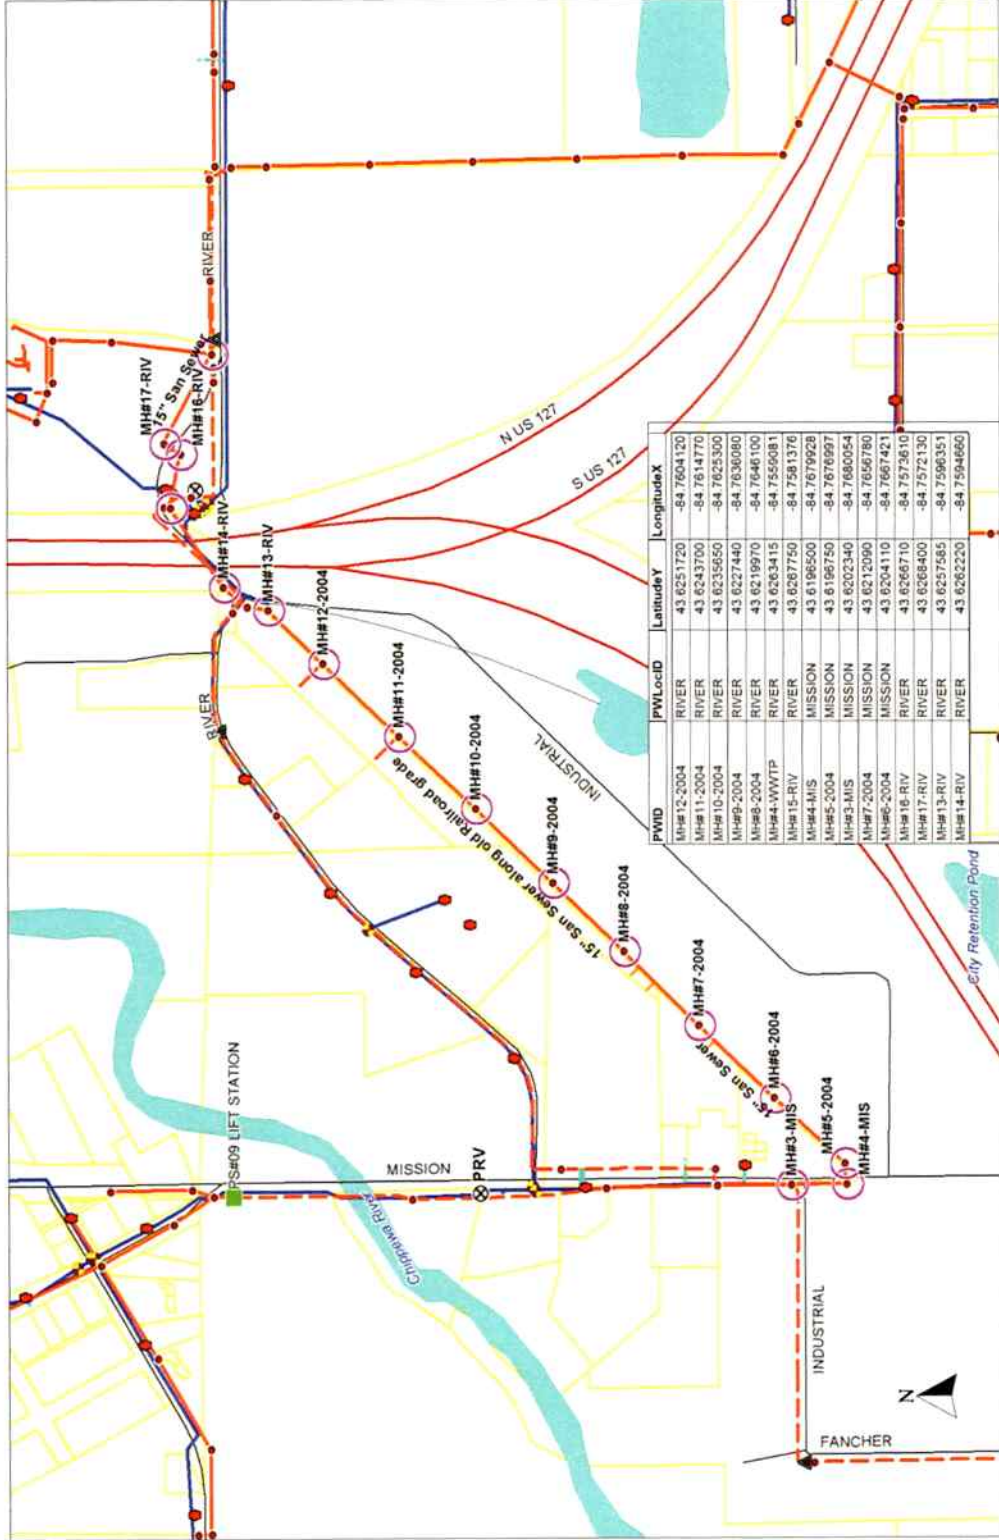 RIVER
MH#17-RIV
15" San Sewer
MH#16-RIV
MH#14-RIV
MH#13-RIV
MH#12-2004
MH#11-2004
MH#10-2004
MH#9-2004
MH#8-2004
MH#7-2004
MH#6-2004
MH#5-2004
MH#4-MIS
MH#3-MIS
N US 127
S US 127
RIVER
INDUSTRIAL
15" San Sewer along old Railroad grade
15" San Sewer
PS#09 LIFT STATION
MISSION
PRV
Chippewa River
INDUSTRIAL
FANCHER
N
City Retention Pond
PWID PWLocID LatitudeY LongitudeX
MH#12-2004 RIVER 43.6251720 -84.7604120
MH#11-2004 RIVER 43.6243700 -84.7614770
MH#10-2004 RIVER 43.6235650 -84.7625300
MH#9-2004 RIVER 43.6227440 -84.7636080
MH#8-2004 RIVER 43.6219970 -84.7646100
MH#4-WWTP RIVER 43.6263415 -84.7559081
MH#15-RIV RIVER 43.6267750 -84.7581376
MH#4-MIS MISSION 43.6196500 -84.7679928
MH#5-2004 MISSION 43.6196750 -84.7676997
MH#3-MIS MISSION 43.6202340 -84.7680054
MH#7-2004 MISSION 43.6212090 -84.7656780
MH#6-2004 MISSION 43.6204110 -84.7667421
MH#16-RIV RIVER 43.6266710 -84.7573610
MH#17-RIV RIVER 43.6268400 -84.7572130
MH#13-RIV RIVER 43.6257585 -84.7596351
MH#14-RIV RIVER 43.6262220 -84.7594660